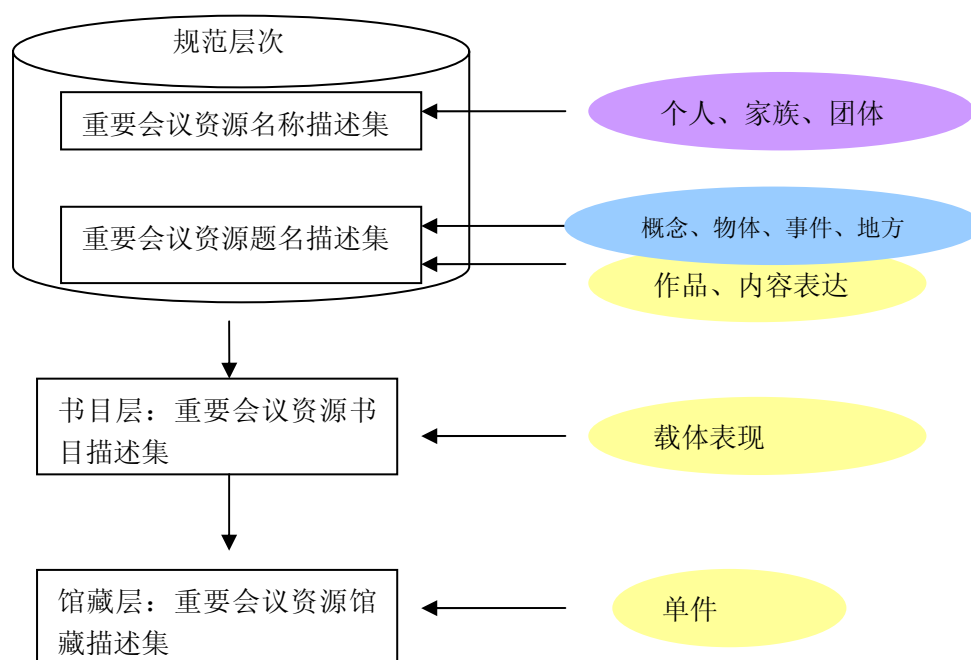 规范层次
重要会议资源名称描述集
个人、家族、团体
重要会议资源题名描述集
概念、物体、事件、地方
作品、内容表达
书目层：重要会议资源书
目描述集
载体表现
馆藏层：重要会议资源馆
藏描述集
单件